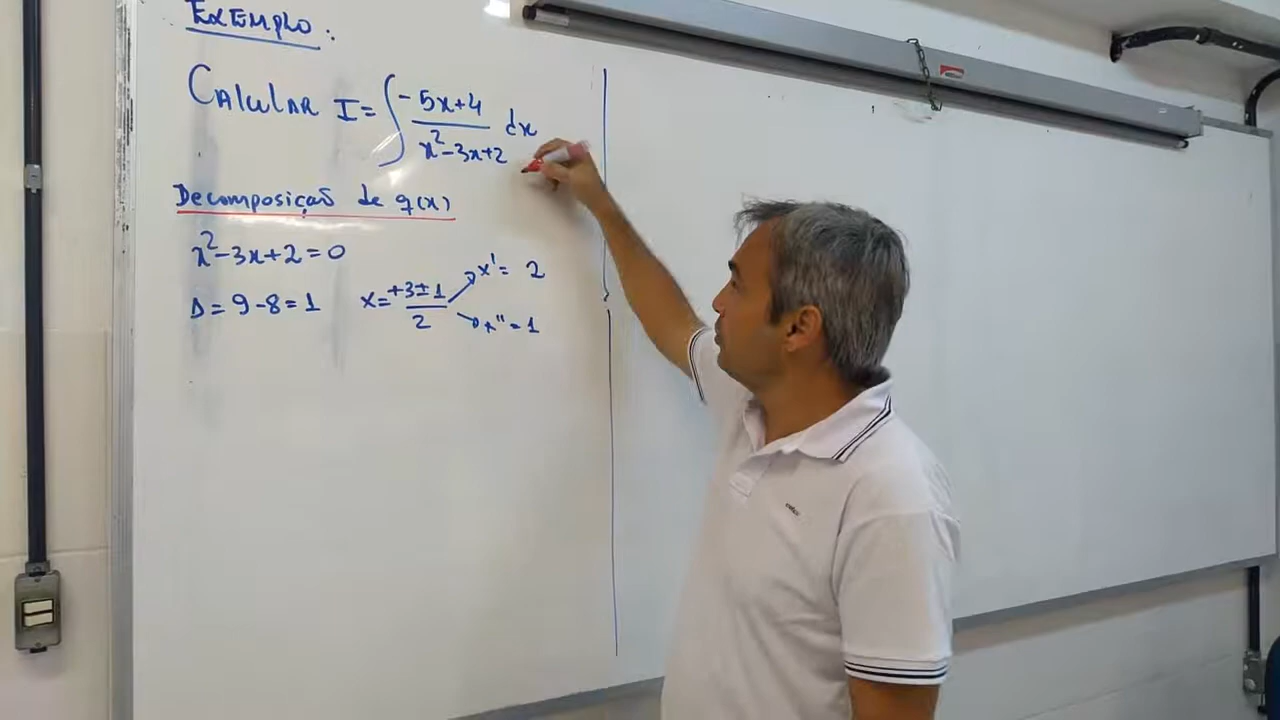 EXEMPLO:
CALCULAR I = ∫ (-5x+4)/(x²-3x+2) dx
Decomposição de q(x)
x²-3x+2=0
Δ = 9-8=1 x = (+3±1)/2 x' = 2
x" = 1